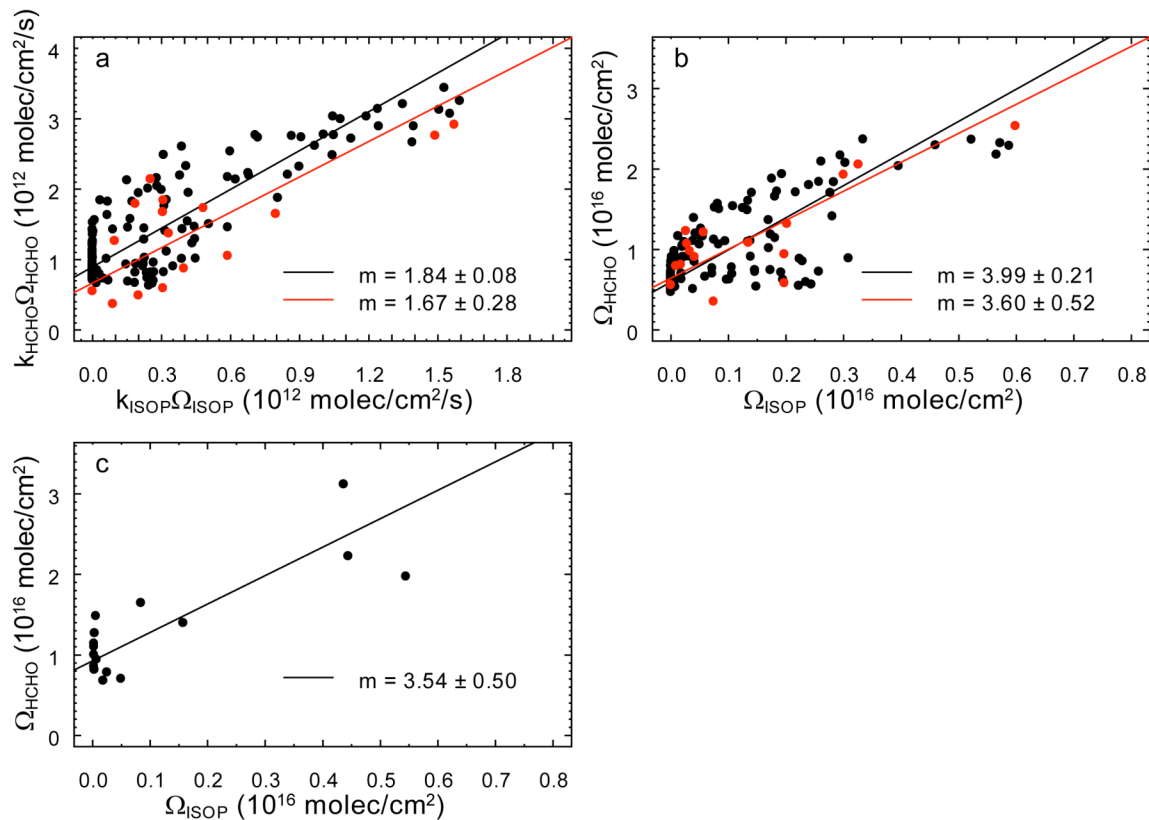 a
k_HCHO Ω_HCHO (10^12 molec/cm^2/s)
4
3
2
1
0
m = 1.84 ± 0.08
m = 1.67 ± 0.28
0.0 0.3 0.6 0.9 1.2 1.5 1.8
k_ISOP Ω_ISOP (10^12 molec/cm^2/s)
b
Ω_HCHO (10^16 molec/cm^2)
3
2
1
0
m = 3.99 ± 0.21
m = 3.60 ± 0.52
0.0 0.1 0.2 0.3 0.4 0.5 0.6 0.7 0.8
Ω_ISOP (10^16 molec/cm^2)
c
Ω_HCHO (10^16 molec/cm^2)
3
2
1
0
m = 3.54 ± 0.50
0.0 0.1 0.2 0.3 0.4 0.5 0.6 0.7 0.8
Ω_ISOP (10^16 molec/cm^2)